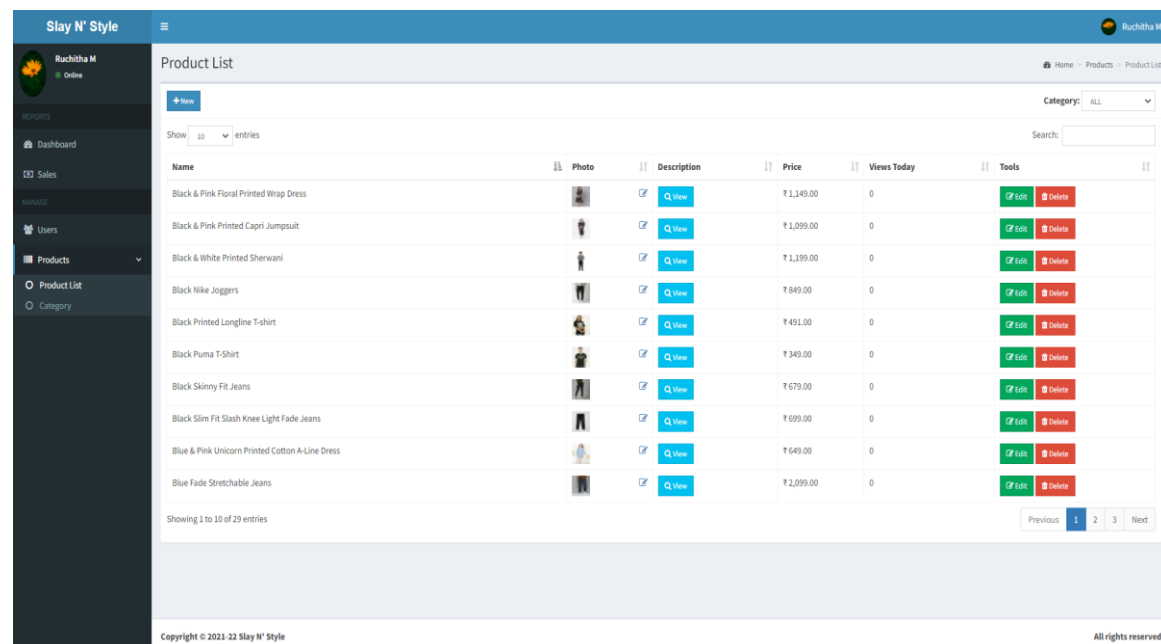 Slay N' Style
Ruchitha M
Ruchitha M
Online
REPORTS
Dashboard
Sales
MANAGE
Users
Products
Product List
Category
Product List
Home > Products > Product List
New
Category: ALL
Show 10 entries
Search:
Name Photo Description Price Views Today Tools
Black & Pink Floral Printed Wrap Dress View ₹ 1,149.00 0 Edit Delete
Black & Pink Printed Capri Jumpsuit View ₹ 1,099.00 0 Edit Delete
Black & White Printed Sherwani View ₹ 1,199.00 0 Edit Delete
Black Nike Joggers View ₹ 849.00 0 Edit Delete
Black Printed Longline T-shirt View ₹ 491.00 0 Edit Delete
Black Puma T-Shirt View ₹ 349.00 0 Edit Delete
Black Skinny Fit Jeans View ₹ 679.00 0 Edit Delete
Black Slim Fit Slash Knee Light Fade Jeans View ₹ 699.00 0 Edit Delete
Blue & Pink Unicorn Printed Cotton A-Line Dress View ₹ 649.00 0 Edit Delete
Blue Fade Stretchable Jeans View ₹ 2,099.00 0 Edit Delete
Showing 1 to 10 of 29 entries
Previous 1 2 3 Next
Copyright © 2021-22 Slay N' Style
All rights reserved